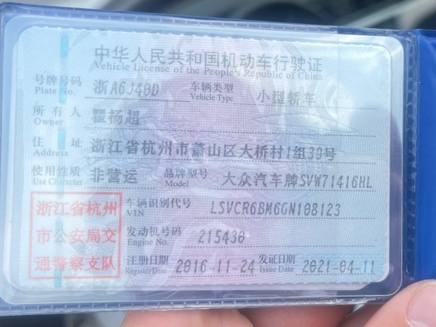 中华人民共和国机动车行驶证
Vehicle License of the People's Republic of China
号牌号码 浙A6J48D 车辆类型 小型轿车
Plate No. Vehicle Type
所有人 瞿杨超
Owner
住址 浙江省杭州市萧山区大桥村1组39号
Address
使用性质 非营运 品牌型号 大众汽车牌SVW71416HL
Use Character Model
浙江省杭州
市公安局交
通警察支队
车辆识别代号 LSVCR6BM6GN108123
VIN
发动机号码 215430
Engine No.
注册日期 2016-11-24 发证日期 2021-04-11
Register Date Issue Date